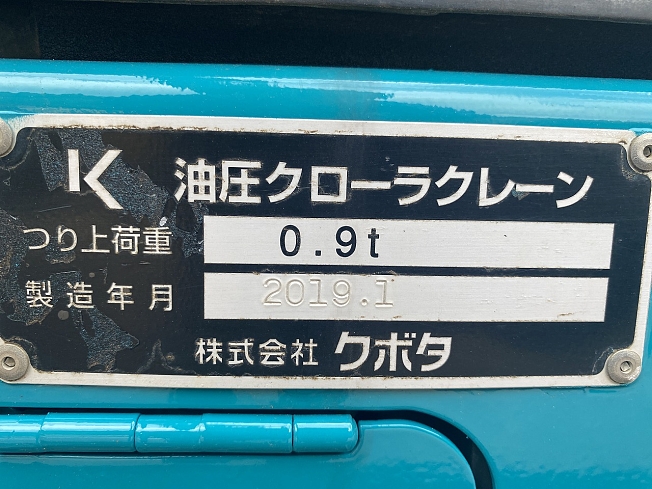 K 油圧クローラクレーン
つり上荷重 0.9t
製造年月 2019.1
株式会社 クボタ